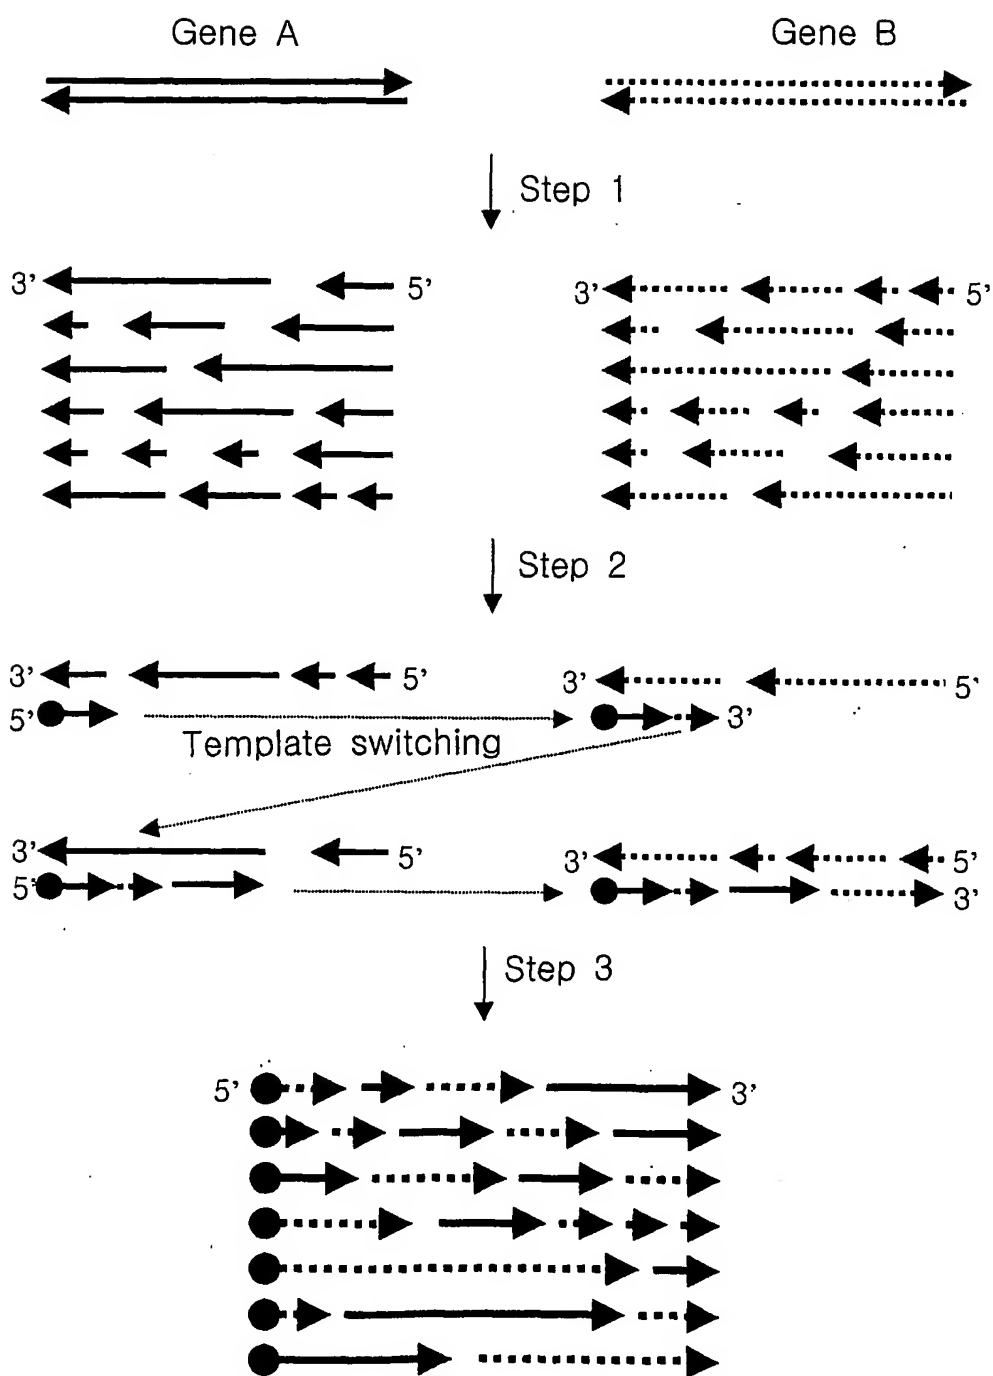 Gene A Gene B
Step 1
3' 5' 3' 5'
Step 2
3' 5' 3' 5'
5' 3'
Template switching
3' 5' 3' 5'
5' 3'
Step 3
5' 3'